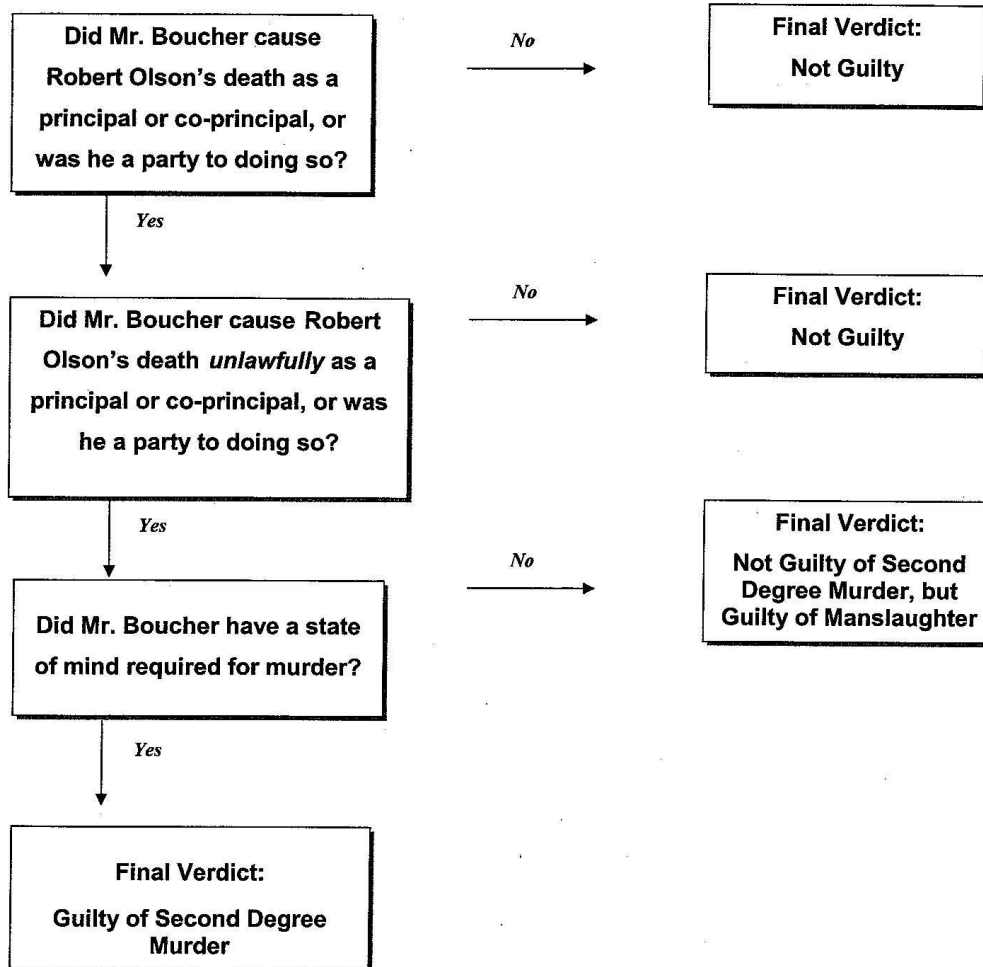 Did Mr. Boucher cause
Robert Olson's death as a
principal or co-principal, or
was he a party to doing so?
No
Final Verdict:
Not Guilty
Yes
Did Mr. Boucher cause Robert
Olson's death unlawfully as a
principal or co-principal, or was
he a party to doing so?
No
Final Verdict:
Not Guilty
Yes
Did Mr. Boucher have a state
of mind required for murder?
No
Final Verdict:
Not Guilty of Second
Degree Murder, but
Guilty of Manslaughter
Yes
Final Verdict:
Guilty of Second Degree
Murder